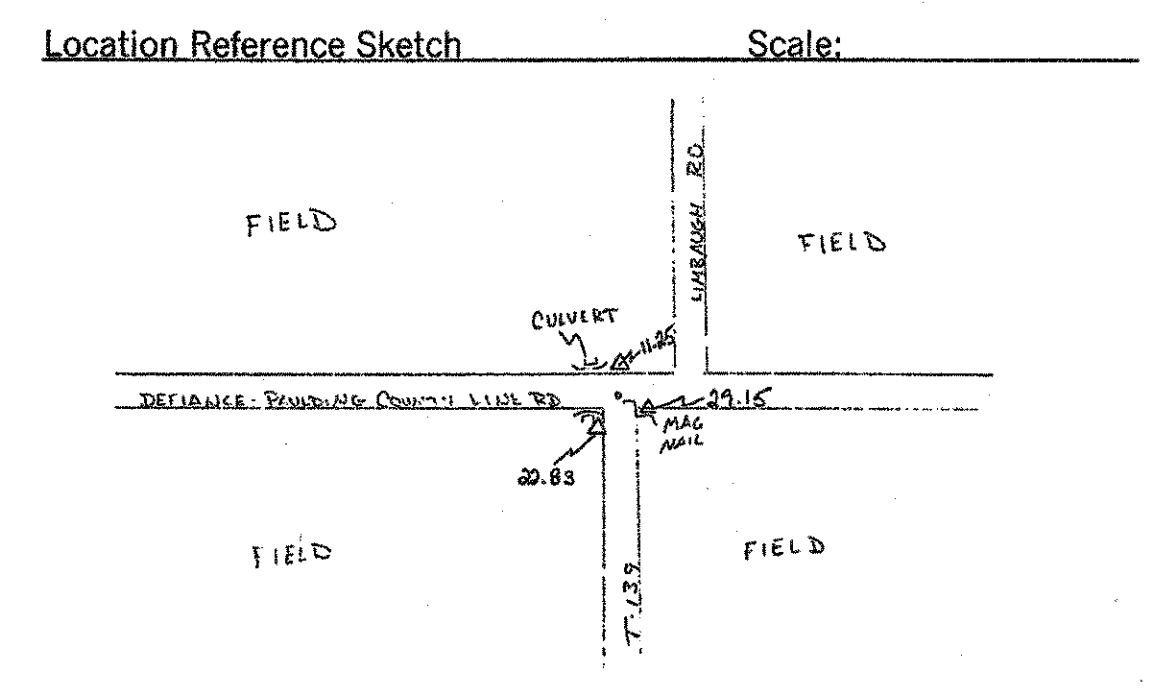 Location Reference Sketch
Scale:
FIELD
LIMBAUGH RD
FIELD
CULVERT
11.25
DEFIANCE-PAULDING COUNTY LINE RD
29.15
MAG
NAIL
22.83
FIELD
FIELD
T-139